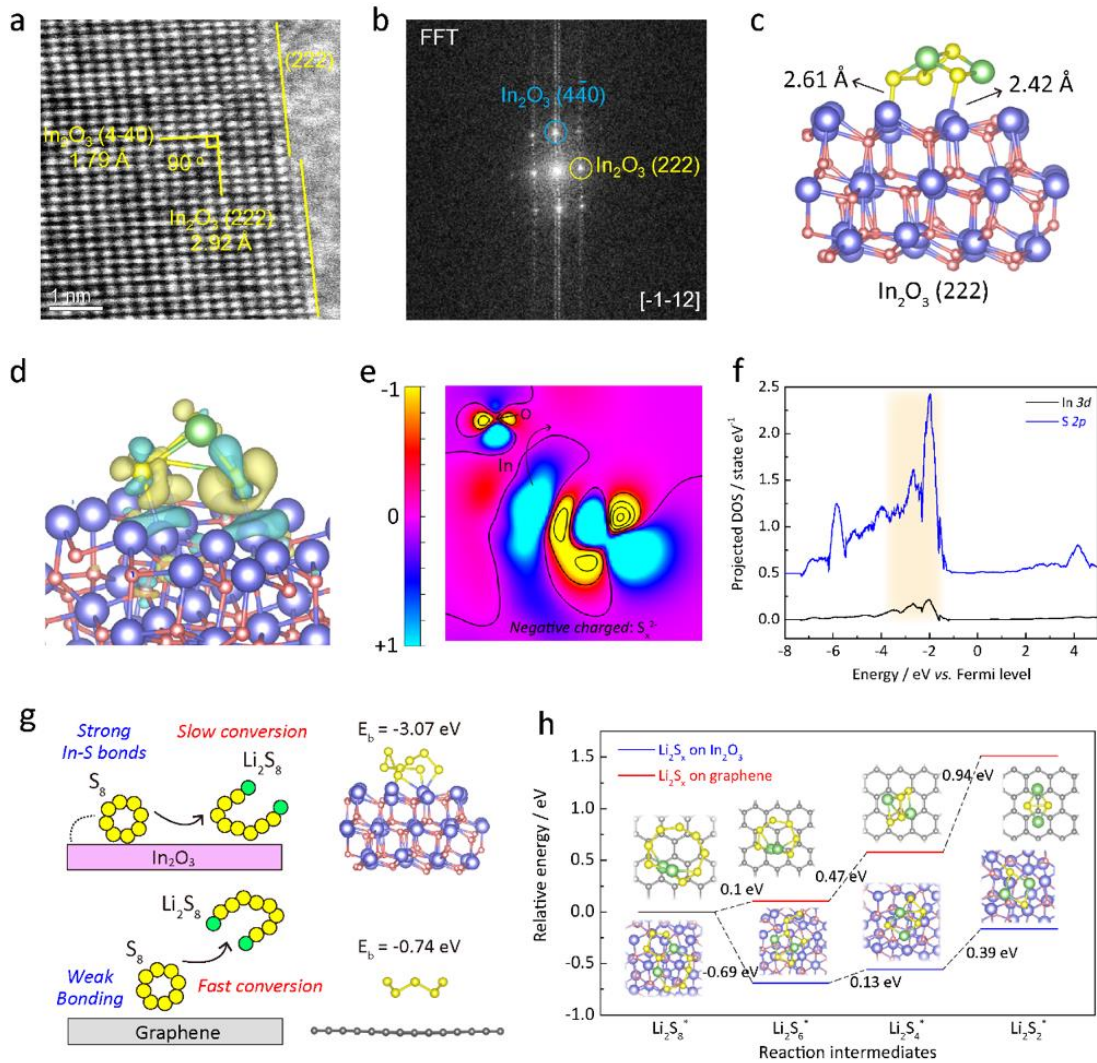 a
(222)
In₂O₃ (4-40)
1.79 Å
90 º
In₂O₃ (222)
2.92 Å
1 nm
b
FFT
In₂O₃ (44̄0)
In₂O₃ (222)
[-1-12]
c
2.61 Å
2.42 Å
In₂O₃ (222)
d
e
-1
0
+1
O
In
Negative charged: Sₓ²⁻
f
2.5
2.0
1.5
1.0
0.5
0.0
Projected DOS / state eV⁻¹
In 3d
S 2p
-8 -6 -4 -2 0 2 4
Energy / eV vs. Fermi level
g
Strong
In-S bonds
Slow conversion
S₈
Li₂S₈
In₂O₃
E_b = -3.07 eV
Li₂S₈
S₈
Weak
Bonding
Fast conversion
Graphene
E_b = -0.74 eV
h
1.5
1.0
0.5
0.0
-0.5
-1.0
Relative energy / eV
Li₂Sₓ on In₂O₃
Li₂Sₓ on graphene
0.1 eV
0.47 eV
0.94 eV
-0.69 eV
0.13 eV
0.39 eV
Li₂S₈* Li₂S₆* Li₂S₄* Li₂S₂*
Reaction intermediates